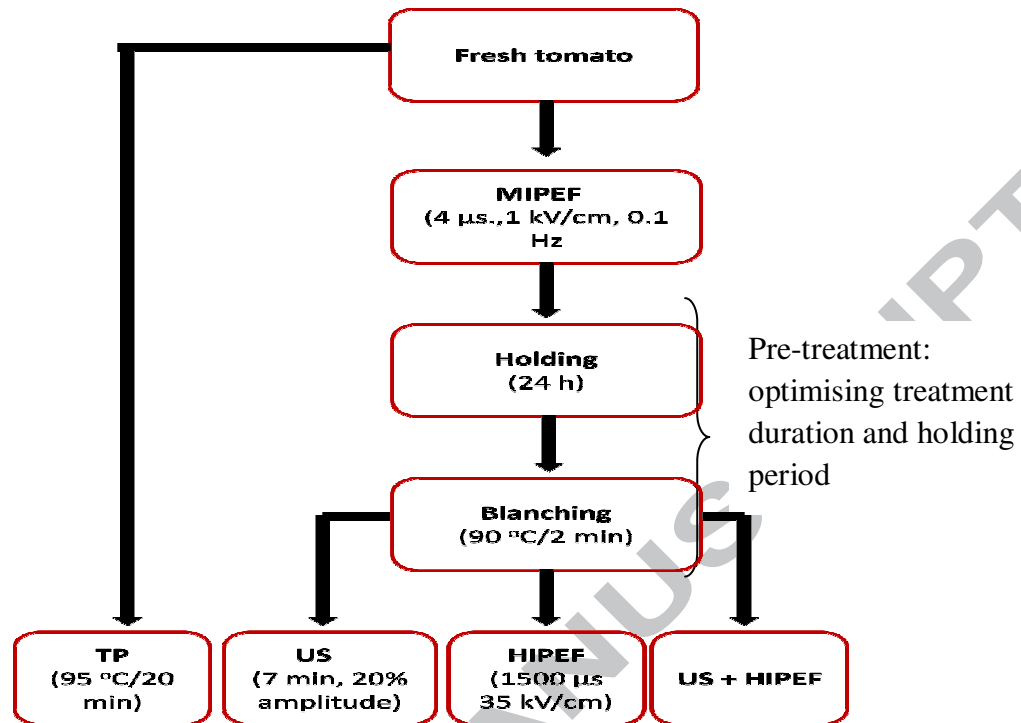 Fresh tomato
MIPEF
(4 µs.,1 kV/cm, 0.1
Hz
Holding
(24 h)
Pre-treatment:
optimising treatment
duration and holding
period
Blanching
(90 ºC/2 min)
TP
(95 ºC/20
min)
US
(7 min, 20%
amplitude)
HIPEF
(1500 µs
35 kV/cm)
US + HIPEF
NUS
IPT